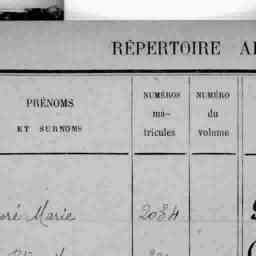 RÉPERTOIRE
PRÉNOMS
ET SURNOMS
NUMÉROS
ma-
tricules
NUMÉRO
du
volume
Marie 2084